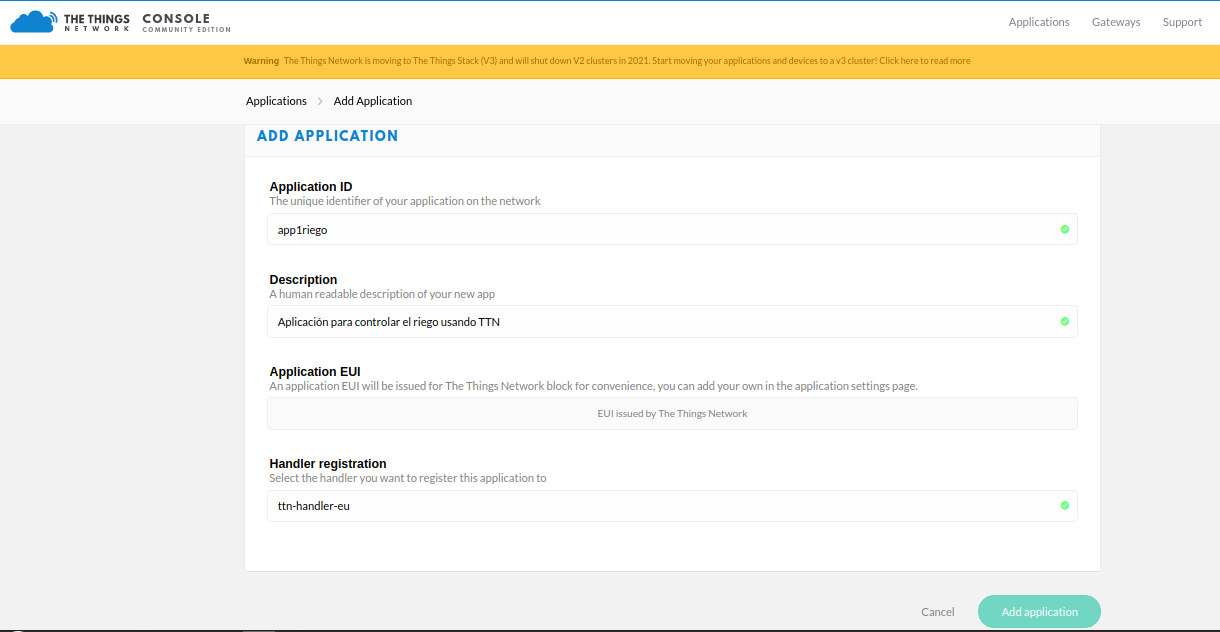 THE THINGS
NETWORK
CONSOLE
COMMUNITY EDITION
Applications Gateways Support
Warning The Things Network is moving to The Things Stack (V3) and will shut down V2 clusters in 2021. Start moving your applications and devices to a v3 cluster! Click here to read more
Applications > Add Application
ADD APPLICATION
Application ID
The unique identifier of your application on the network
app1riego
Description
A human readable description of your new app
Aplicación para controlar el riego usando TTN
Application EUI
An application EUI will be issued for The Things Network block for convenience, you can add your own in the application settings page.
EUI issued by The Things Network
Handler registration
Select the handler you want to register this application to
ttn-handler-eu
Cancel Add application